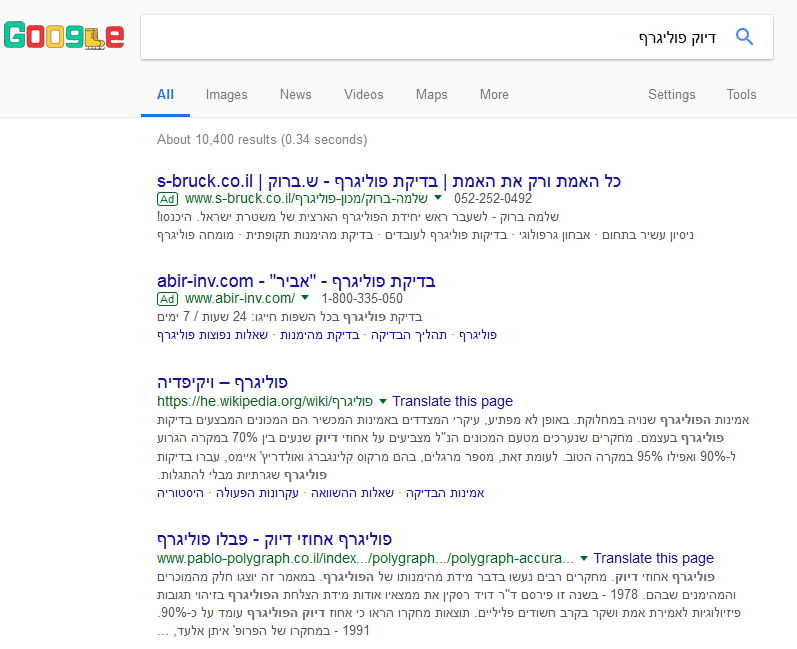 Google
דיוק פוליגרף
All Images News Videos Maps More Settings Tools
About 10,400 results (0.34 seconds)
כל האמת ורק את האמת | בדיקת פוליגרף - ש.ברוק | s-bruck.co.il
Ad www.s-bruck.co.il/שלמה-ברוק/מכון-פוליגרף 052-252-0492
שלמה ברוק - לשעבר ראש יחידת הפוליגרף הארצית של משטרת ישראל. היכנסו!
ניסיון עשיר בתחום · אבחון גרפולוגי · בדיקות פוליגרף לעובדים · בדיקת מהימנות תקופתית · מומחה פוליגרף
בדיקת פוליגרף - "אביר" - abir-inv.com
Ad www.abir-inv.com/ 1-800-335-050
בדיקת פוליגרף בכל השפות חייגו: 24 שעות / 7 ימים
פוליגרף · תהליך הבדיקה · בדיקת מהימנות · שאלות נפוצות פוליגרף
פוליגרף – ויקיפדיה
https://he.wikipedia.org/wiki/פוליגרף Translate this page
אמינות הפוליגרף שנויה במחלוקת. באופן לא מפתיע, עיקרי המצדדים באמינות המכשיר הם המכונים המבצעים בדיקות
פוליגרף בעצמם. מחקרים שנערכים מטעם המכונים הנ"ל מצביעים על אחוזי דיוק שנעים בין 70% במקרה הגרוע
ל-90% ואפילו 95% במקרה הטוב. לעומת זאת, מספר מרגלים, בהם מרקוס קלינגברג ואולדריץ' איימס, עברו בדיקות
פוליגרף שגרתיות מבלי להתגלות.
אמינות הבדיקה · שאלות ההשוואה · עקרונות הפעולה · היסטוריה
פוליגרף אחוזי דיוק - פבלו פוליגרף
www.pablo-polygraph.co.il/index.../polygraph.../polygraph-accura... Translate this page
פוליגרף אחוזי דיוק. מחקרים רבים נעשו בדבר מידת מהימנותו של הפוליגרף. במאמר זה יוצגו חלק מהמוכרים
והמהימנים שבהם. 1978 - בשנה זו פירסם ד"ר דויד רסקין את ממצאיו אודות מידת הצלחת הפוליגרף בזיהוי תגובות
פיזיולוגיות לאמירת אמת ושקר בקרב חשודים פליליים. תוצאות מחקרו הראו כי אחוז דיוק הפוליגרף עומד על כ-90%.
1991 - במחקרו של הפרופ' איתן אלעד, ...